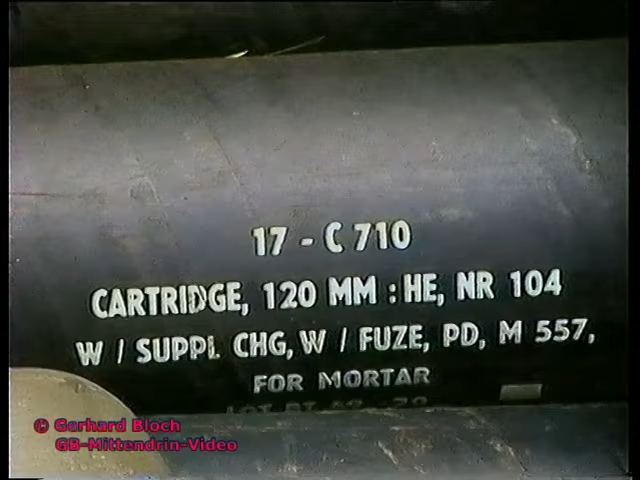 17 - C 710
CARTRIDGE, 120 MM : HE, NR 104
W / SUPPL CHG, W / FUZE, PD, M 557,
FOR MORTAR
LOT
© Gerhard Bloch
GB-Mittendrin-Video